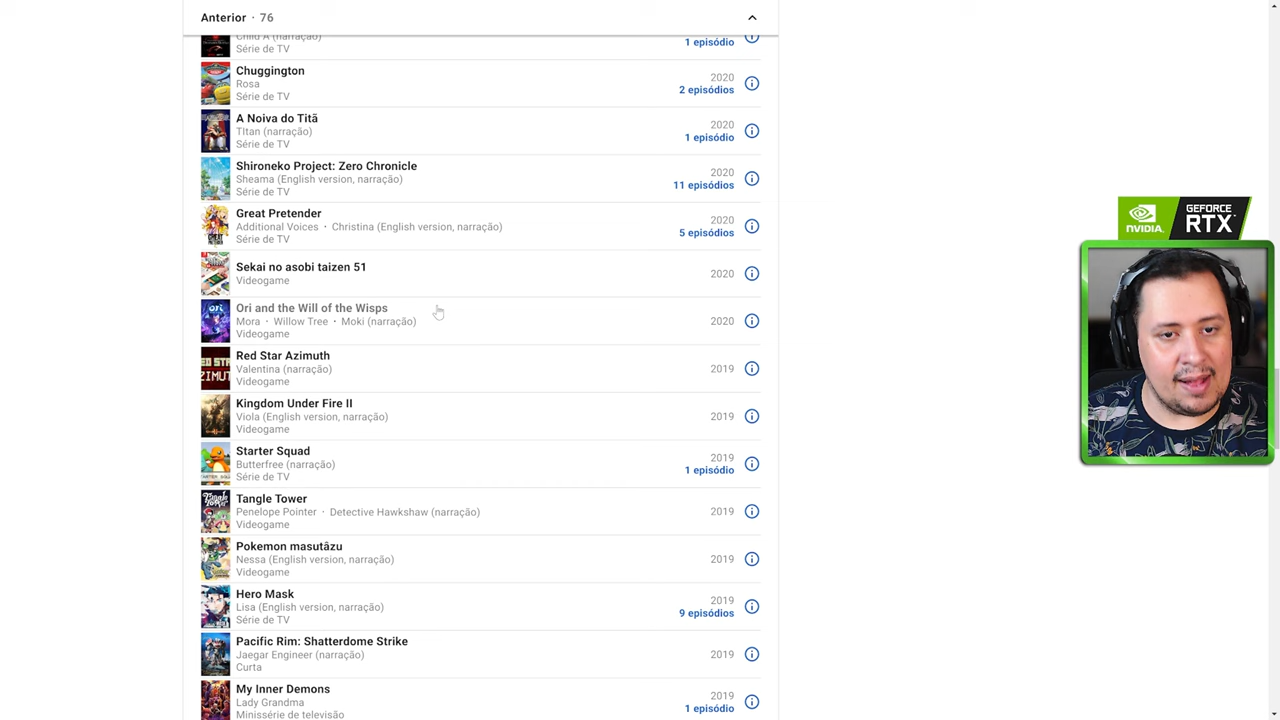 Anterior · 76
Child A (narração)
1 episódio
Série de TV
Chuggington
2020
Rosa
2 episódios
Série de TV
A Noiva do Titã
2020
TItan (narração)
1 episódio
Série de TV
Shironeko Project: Zero Chronicle
2020
Sheama (English version, narração)
11 episódios
Série de TV
Great Pretender
2020
Additional Voices · Christina (English version, narração)
5 episódios
Série de TV
Sekai no asobi taizen 51
2020
Videogame
Ori and the Will of the Wisps
Mora · Willow Tree · Moki (narração)
2020
Videogame
Red Star Azimuth
Valentina (narração)
2019
Videogame
Kingdom Under Fire II
Viola (English version, narração)
2019
Videogame
Starter Squad
2019
Butterfree (narração)
1 episódio
Série de TV
Tangle Tower
Penelope Pointer · Detective Hawkshaw (narração)
2019
Videogame
Pokemon masutâzu
Nessa (English version, narração)
2019
Videogame
Hero Mask
2019
Lisa (English version, narração)
9 episódios
Série de TV
Pacific Rim: Shatterdome Strike
Jaegar Engineer (narração)
2019
Curta
My Inner Demons
2019
Lady Grandma
1 episódio
Minissérie de televisão
NVIDIA.
GEFORCE
RTX